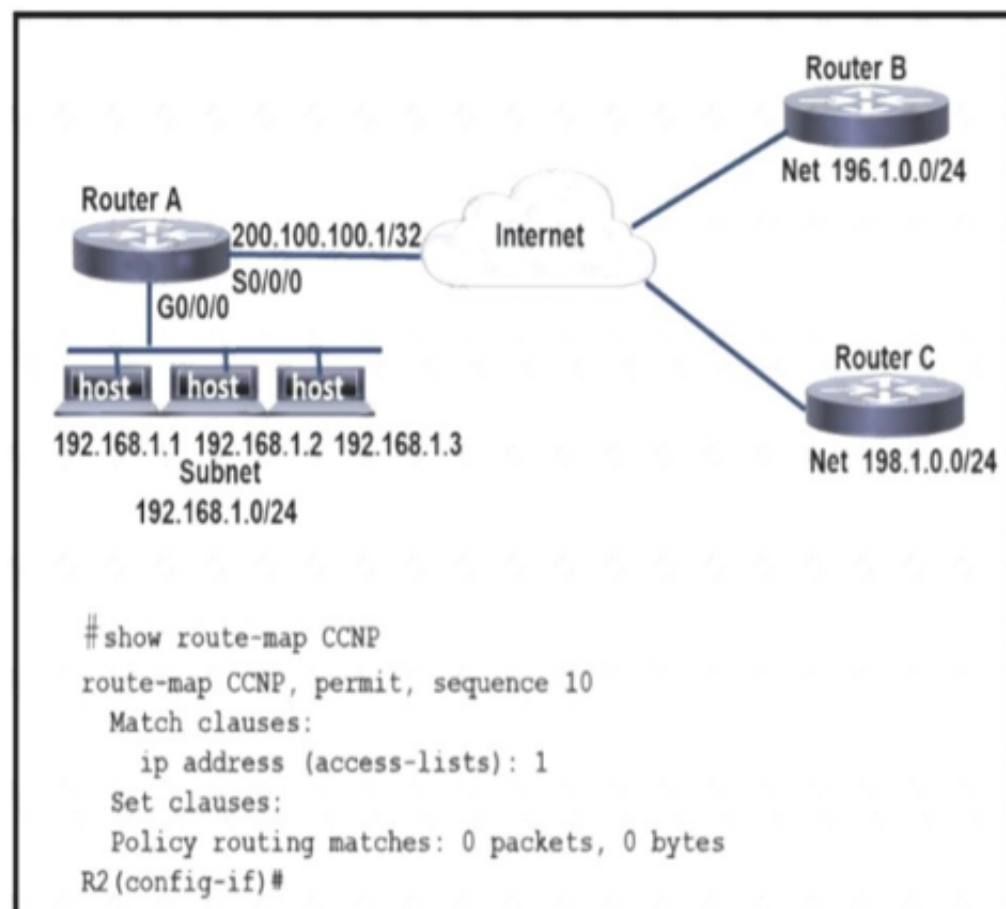 Router B
Net 196.1.0.0/24
Router A
200.100.100.1/32
Internet
S0/0/0
G0/0/0
host host host
192.168.1.1 192.168.1.2 192.168.1.3
Subnet
192.168.1.0/24
Router C
Net 198.1.0.0/24
#show route-map CCNP
route-map CCNP, permit, sequence 10
Match clauses:
ip address (access-lists): 1
Set clauses:
Policy routing matches: 0 packets, 0 bytes
R2(config-if)#